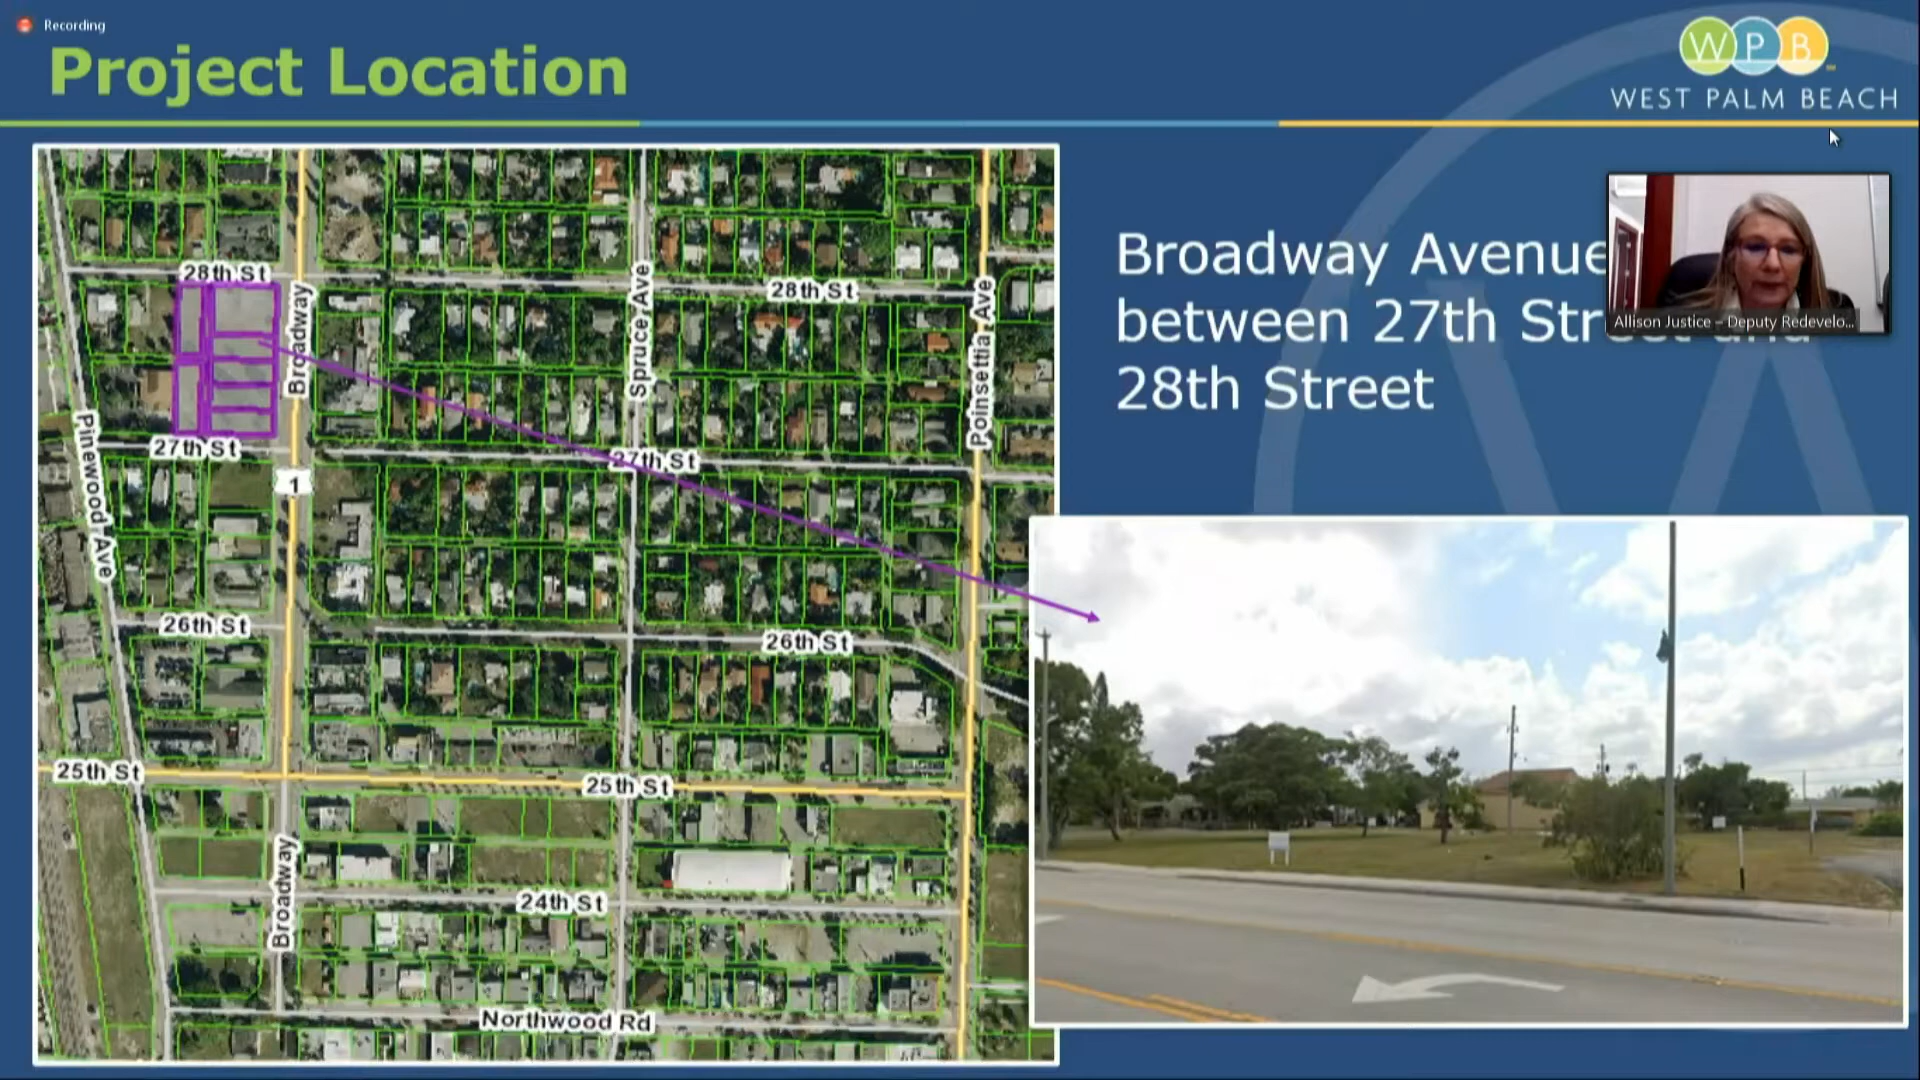 Recording
Project Location
WPB
WEST PALM BEACH
Broadway Avenue
between 27th Street and
28th Street
Allison Justice – Deputy Redevelo...
28th St
28th St
Broadway
Spruce Ave
Poinsettia Ave
Pinewood Ave
27th St
27th St
1
26th St
26th St
25th St
25th St
Broadway
24th St
Northwood Rd